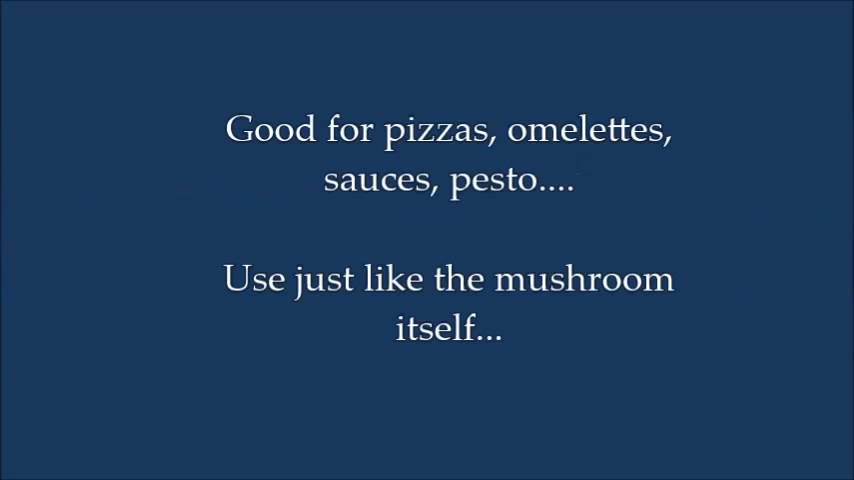 Good for pizzas, omelettes,
sauces, pesto....
Use just like the mushroom
itself...